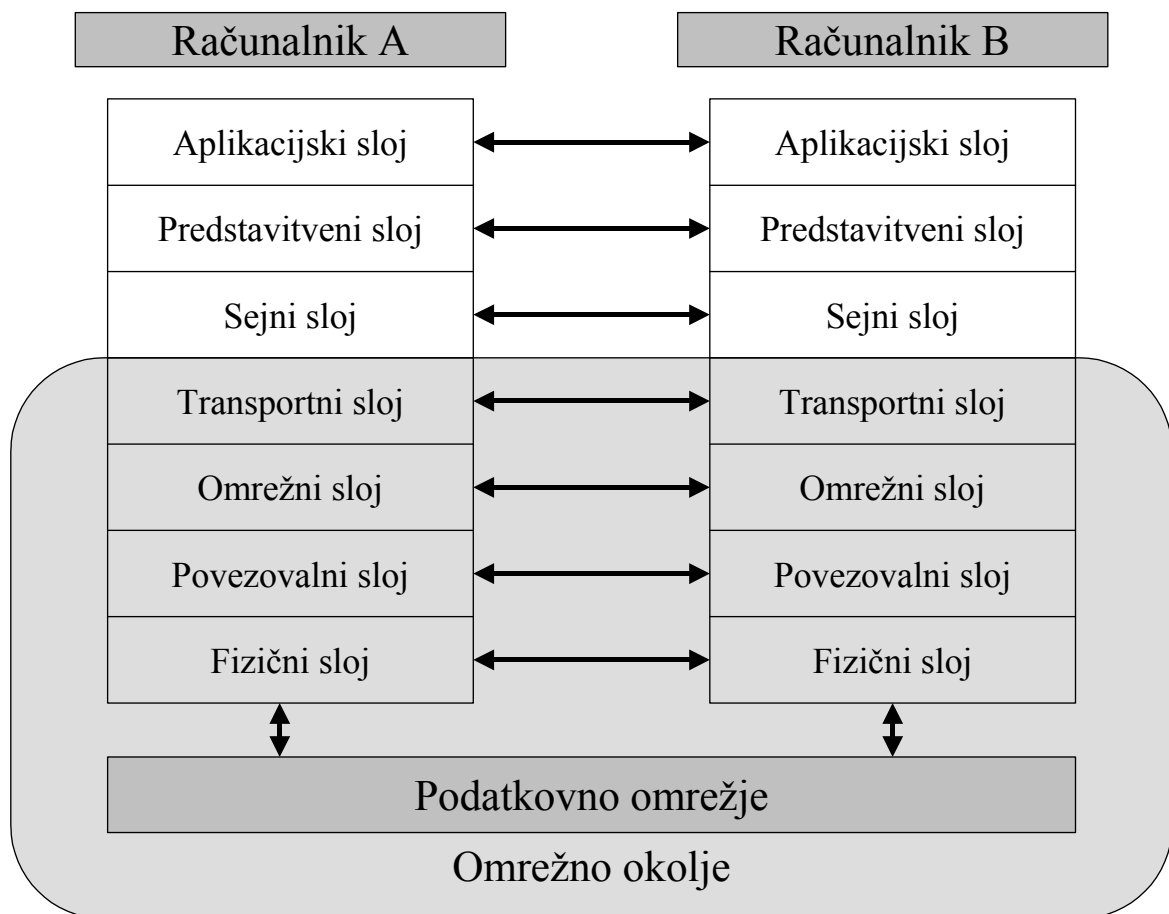 Računalnik A
Računalnik B
Aplikacijski sloj
Aplikacijski sloj
Predstavitveni sloj
Predstavitveni sloj
Sejni sloj
Sejni sloj
Transportni sloj
Transportni sloj
Omrežni sloj
Omrežni sloj
Povezovalni sloj
Povezovalni sloj
Fizični sloj
Fizični sloj
Podatkovno omrežje
Omrežno okolje